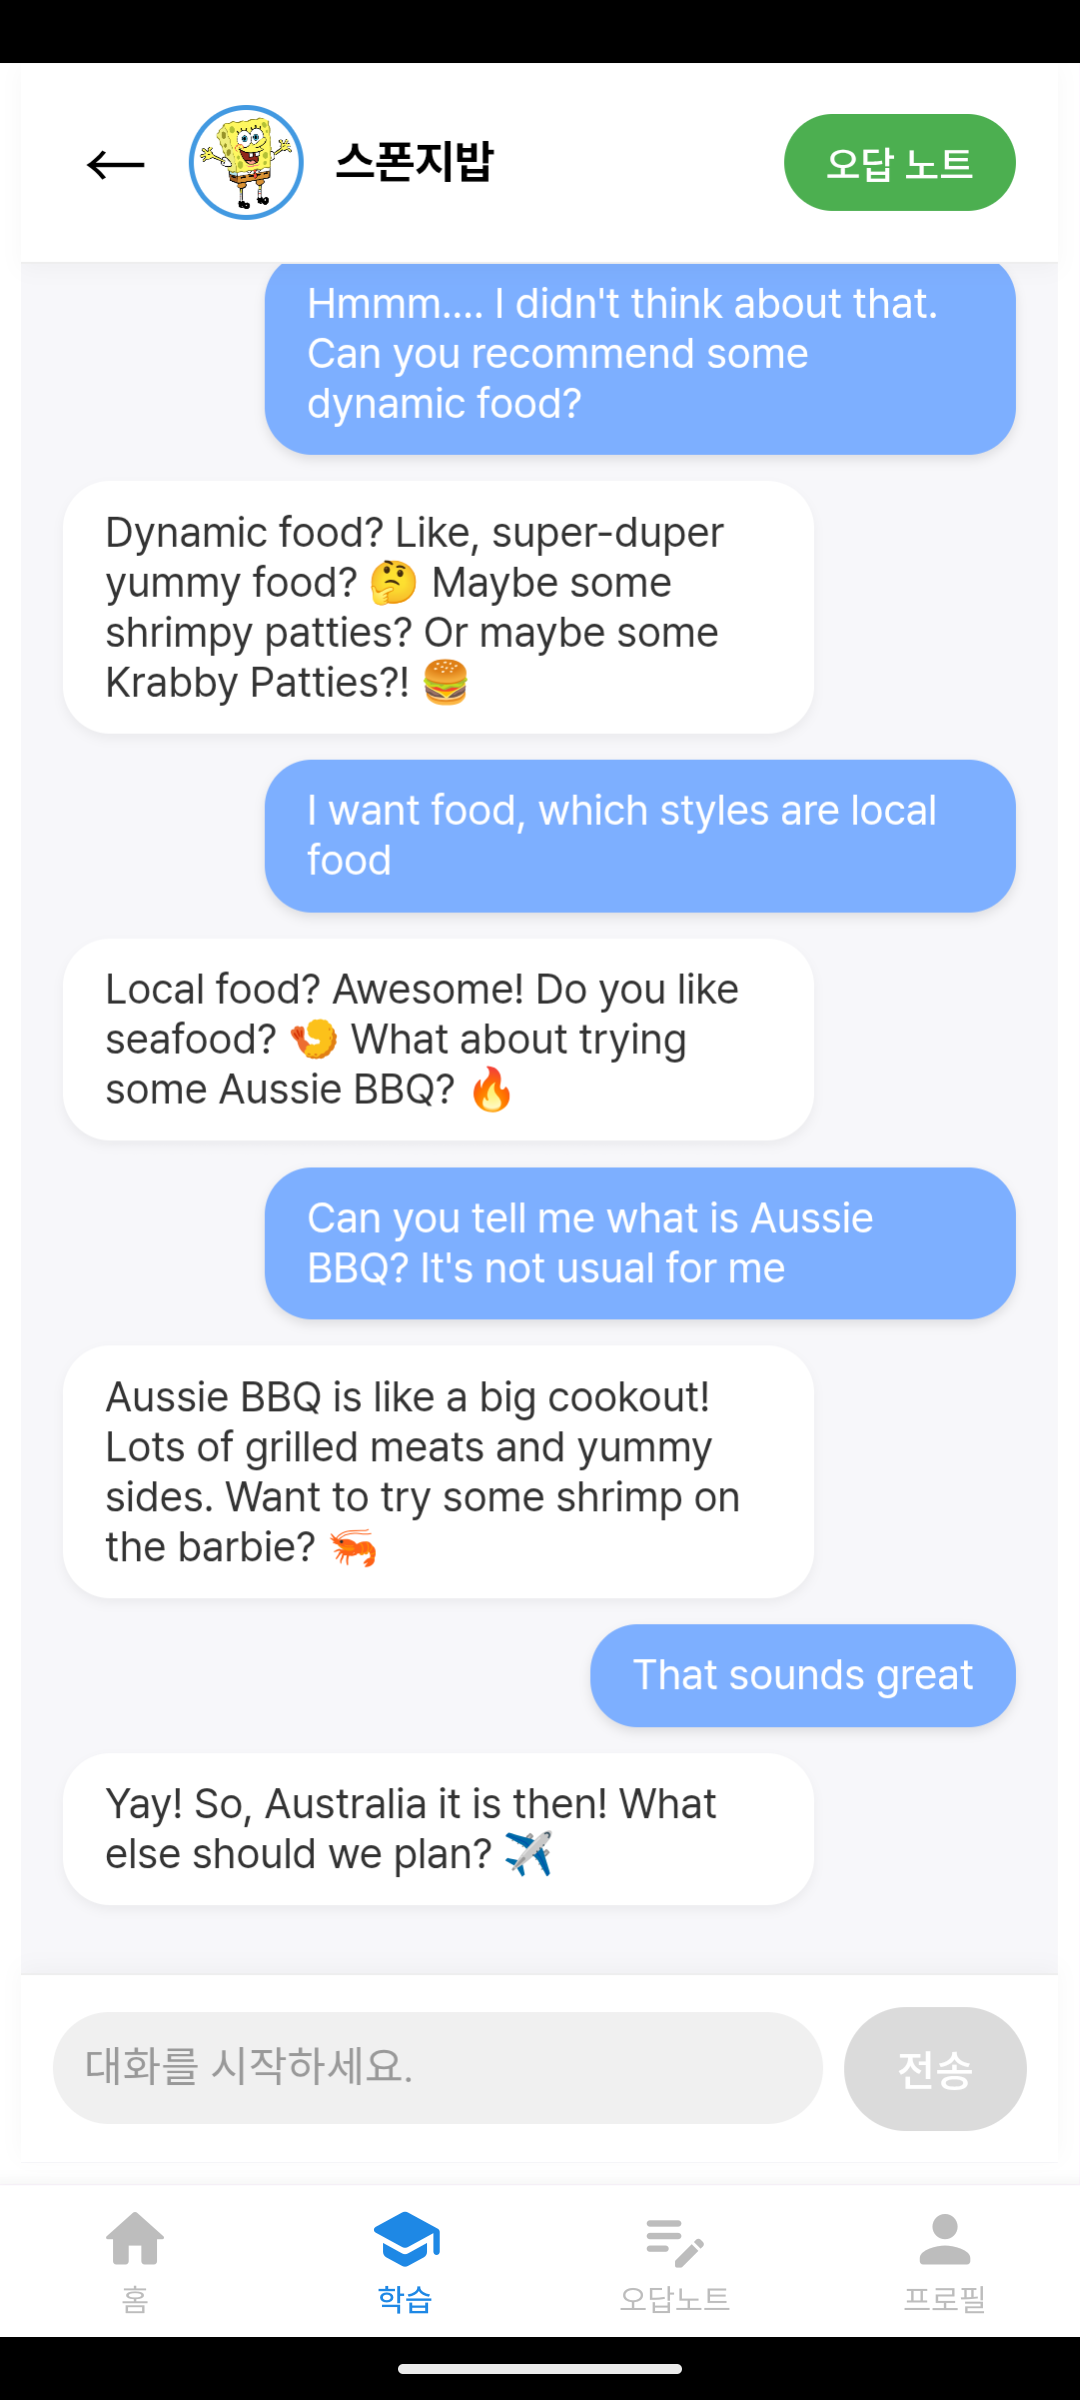 스폰지밥
오답 노트
Hmmm.... I didn't think about that.
Can you recommend some
dynamic food?
Dynamic food? Like, super-duper
yummy food? 🤔 Maybe some
shrimpy patties? Or maybe some
Krabby Patties?! 🍔
I want food, which styles are local
food
Local food? Awesome! Do you like
seafood? 🍤 What about trying
some Aussie BBQ? 🔥
Can you tell me what is Aussie
BBQ? It's not usual for me
Aussie BBQ is like a big cookout!
Lots of grilled meats and yummy
sides. Want to try some shrimp on
the barbie? 🦐
That sounds great
Yay! So, Australia it is then! What
else should we plan? ✈️
대화를 시작하세요.
전송
홈
학습
오답노트
프로필